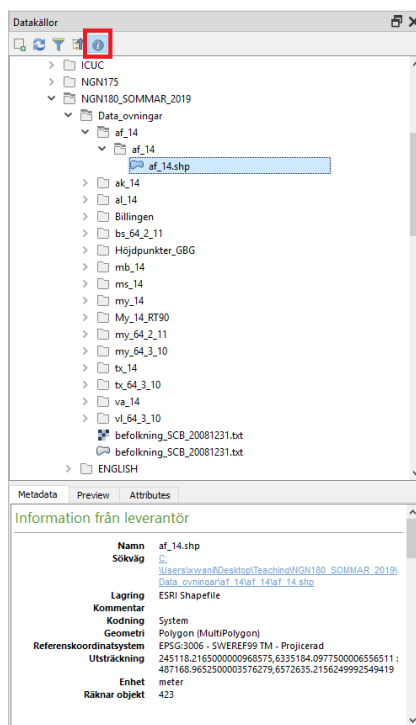 Datakällor
ICUC
NGN175
NGN180_SOMMAR_2019
Data_ovningar
af_14
af_14
af_14.shp
ak_14
al_14
Billingen
bs_64_2_11
Höjdpunkter_GBG
mb_14
ms_14
my_14
My_14_RT90
my_64_2_11
my_64_3_10
tx_14
tx_64_3_10
va_14
vl_64_3_10
befolkning_SCB_20081231.txt
befolkning_SCB_20081231.txt
ENGLISH
Metadata Preview Attributes
Information från leverantör
Namn af_14.shp
Sökväg C:
\Users\xwanil\Desktop\Teaching\NGN180_SOMMAR_2019\
Data_ovningar\af_14\af_14\af_14.shp
Lagring ESRI Shapefile
Kommentar
Kodning System
Geometri Polygon (MultiPolygon)
Referenskoordinatsystem EPSG:3006 - SWEREF99 TM - Projicerad
Utsträckning 245118.2165000000968575,6335184.0977500006556511 :
487168.9652500003576279,6572635.2156249992549419
Enhet meter
Räknar objekt 423